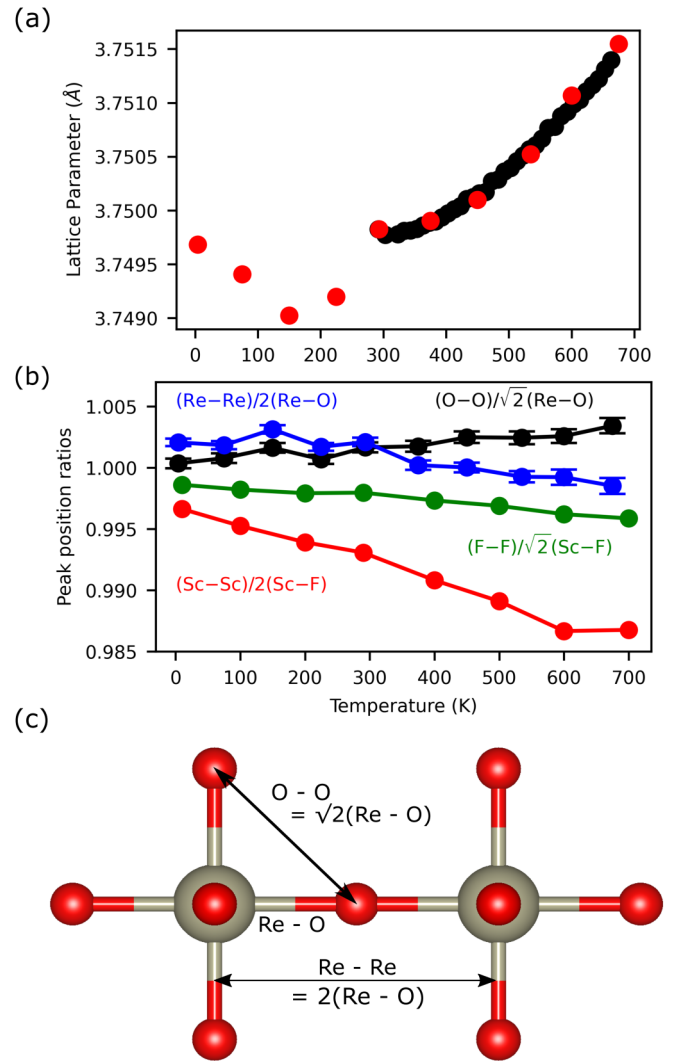 (a)
3.7515
3.7510
3.7505
3.7500
3.7495
3.7490
Lattice Parameter (Å)
0 100 200 300 400 500 600 700
(b)
(Re−Re)/2(Re−O) (O−O)/√2(Re−O)
1.005
1.000
0.995
0.990
0.985
Peak position ratios
(F−F)/√2(Sc−F)
(Sc−Sc)/2(Sc−F)
0 100 200 300 400 500 600 700
Temperature (K)
(c)
O - O
= √2(Re - O)
Re - O
Re - Re
= 2(Re - O)